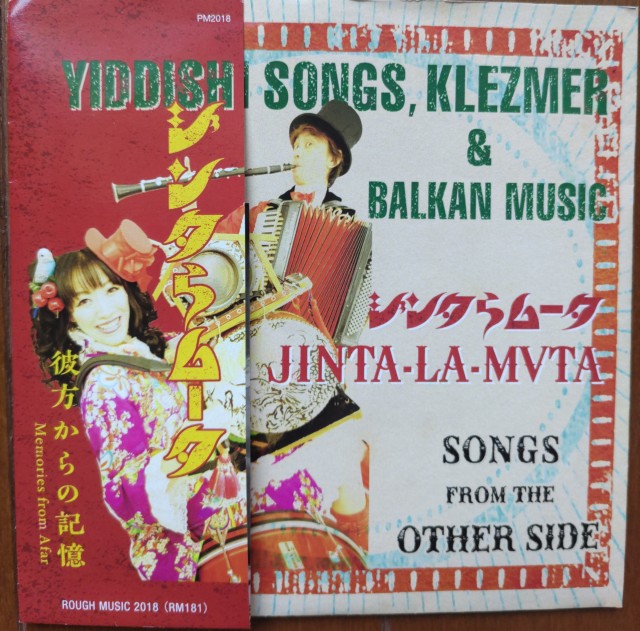 PM2018
YIDDISH SONGS, KLEZMER
&
BALKAN MUSIC
ジンタらムータ
彼方からの記憶
Memories from Afar
ROUGH MUSIC 2018 (RM181)
ジンタらムータ
JINTA-LA-MVTA
SONGS
FROM THE
OTHER SIDE